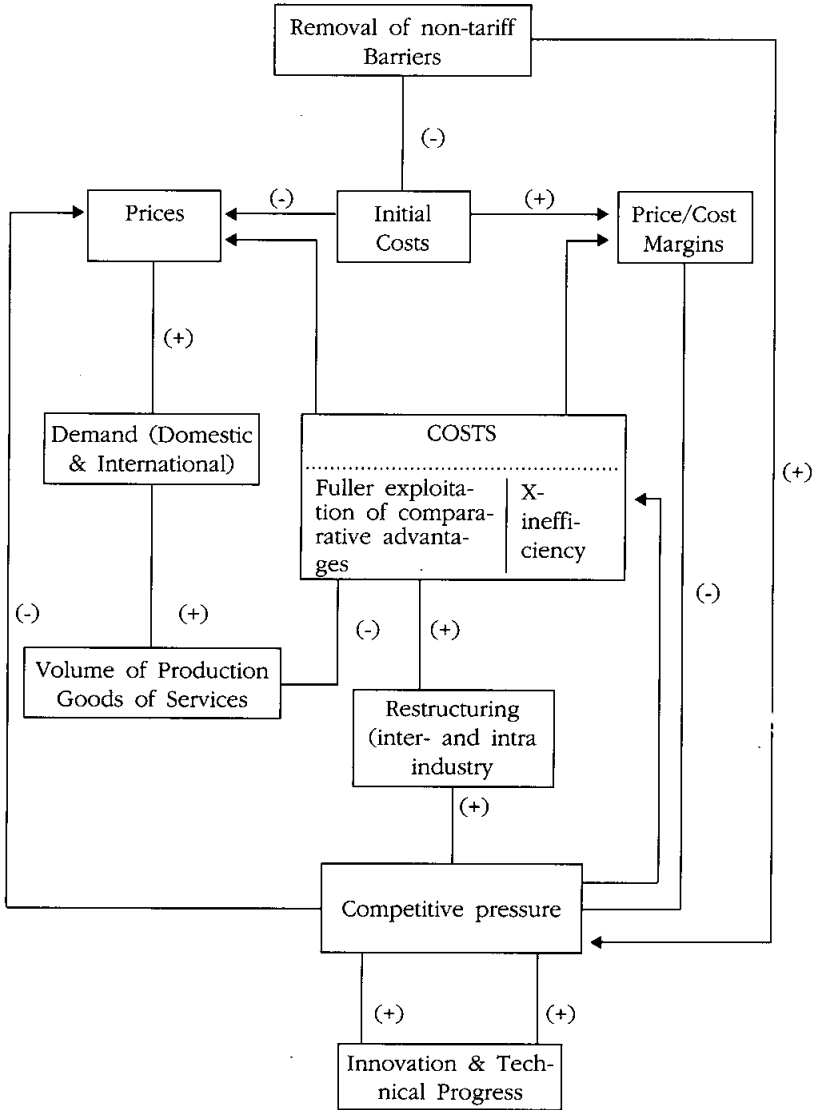 Removal of non-tariff
Barriers
(-)
Prices
(-)
Initial
Costs
(+)
Price/Cost
Margins
(+)
Demand (Domestic
& International)
COSTS
Fuller exploita-
tion of compara-
rative advanta-
ges
X-
ineffi-
ciency
(+)
(-)
(+)
(-)
(+)
(-)
Volume of Production
Goods of Services
Restructuring
(inter- and intra
industry
(+)
Competitive pressure
(+)
(+)
Innovation & Tech-
nical Progress